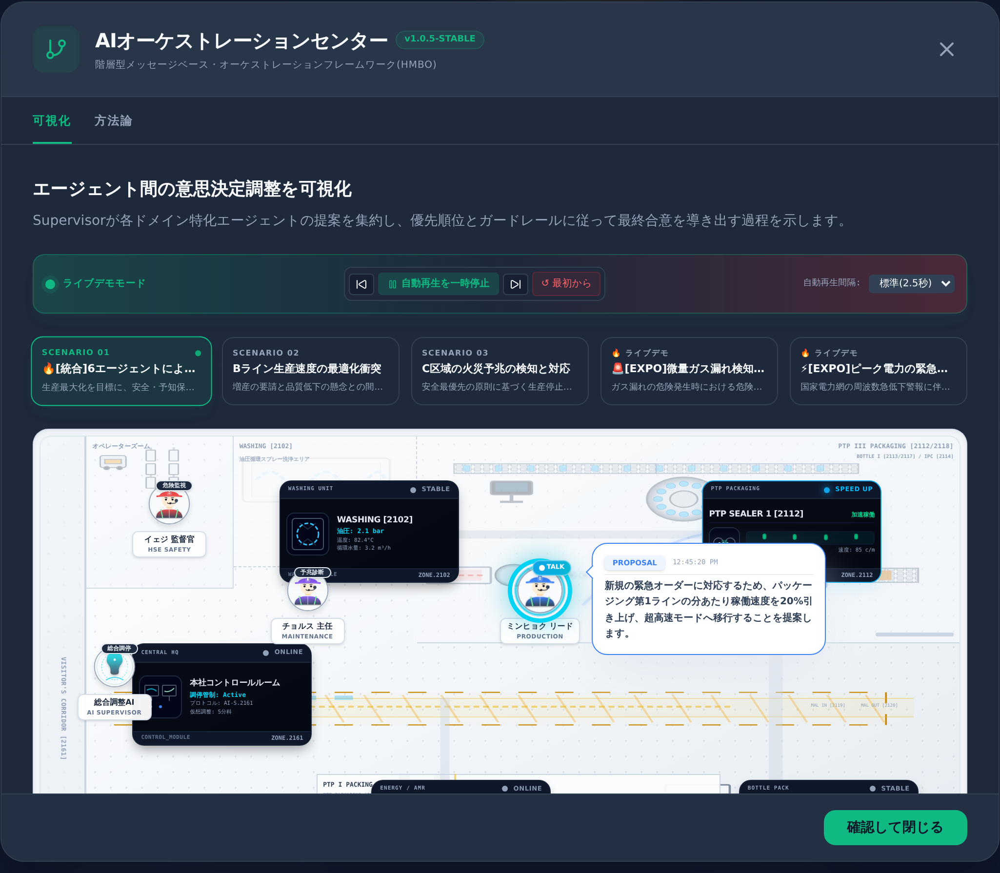 AIオーケストレーションセンター
v1.0.5-STABLE
階層型メッセージベース・オーケストレーションフレームワーク(HMBO)
可視化
方法論
エージェント間の意思決定調整を可視化
Supervisorが各ドメイン特化エージェントの提案を集約し、優先順位とガードレールに従って最終合意を導き出す過程を示します。
ライブデモモード
自動再生を一時停止
↺ 最初から
自動再生間隔:
標準(2.5秒)
SCENARIO 01
🔥[統合]6エージェントによ...
生産最大化を目標に、安全・予知保...
SCENARIO 02
Bライン生産速度の最適化衝突
増産の要請と品質低下の懸念との間...
SCENARIO 03
C区域の火災予兆の検知と対応
安全最優先の原則に基づく生産停止...
🔥 ライブデモ
🚨[EXPO]微量ガス漏れ検知...
ガス漏れの危険発生時における危険...
🔥 ライブデモ
⚡[EXPO]ピーク電力の緊急...
国家電力網の周波数急低下警報に伴...
オペレーターズーム
WASHING [2102]
油圧循環スプレー洗浄エリア
PTP III PACKAGING [2112/2118]
BOTTLE I [2113/2117] / IPC [2114]
危険監視
イェジ 監督官
HSE SAFETY
WASHING UNIT
STABLE
WASHING [2102]
油圧: 2.1 bar
温度: 82.4°C
循環水量: 3.2 m³/h
ZONE.2102
PTP PACKAGING
SPEED UP
PTP SEALER 1 [2112]
加速稼働
速度: 85 c/m
ZONE.2112
予兆診断
チョルス 主任
MAINTENANCE
TALK
ミンヒョク リード
PRODUCTION
PROPOSAL
12:45:20 PM
新規の緊急オーダーに対応するため、パッケー
ジング第1ラインの分あたり稼働速度を20%引
き上げ、超高速モードへ移行することを提案し
ます。
総合調停
総合調整AI
AI SUPERVISOR
CENTRAL HQ
ONLINE
本社コントロールルーム
調停管制: Active
プロトコル: AI-S.2161
仮想調整: 5分科
CONTROL_MODULE
ZONE.2161
VISITOR'S CORRIDOR [2161]
MAL IN [2119]
MAL OUT [2120]
PTP I PACKING
ENERGY / AMR
ONLINE
BOTTLE PACK
STABLE
確認して閉じる